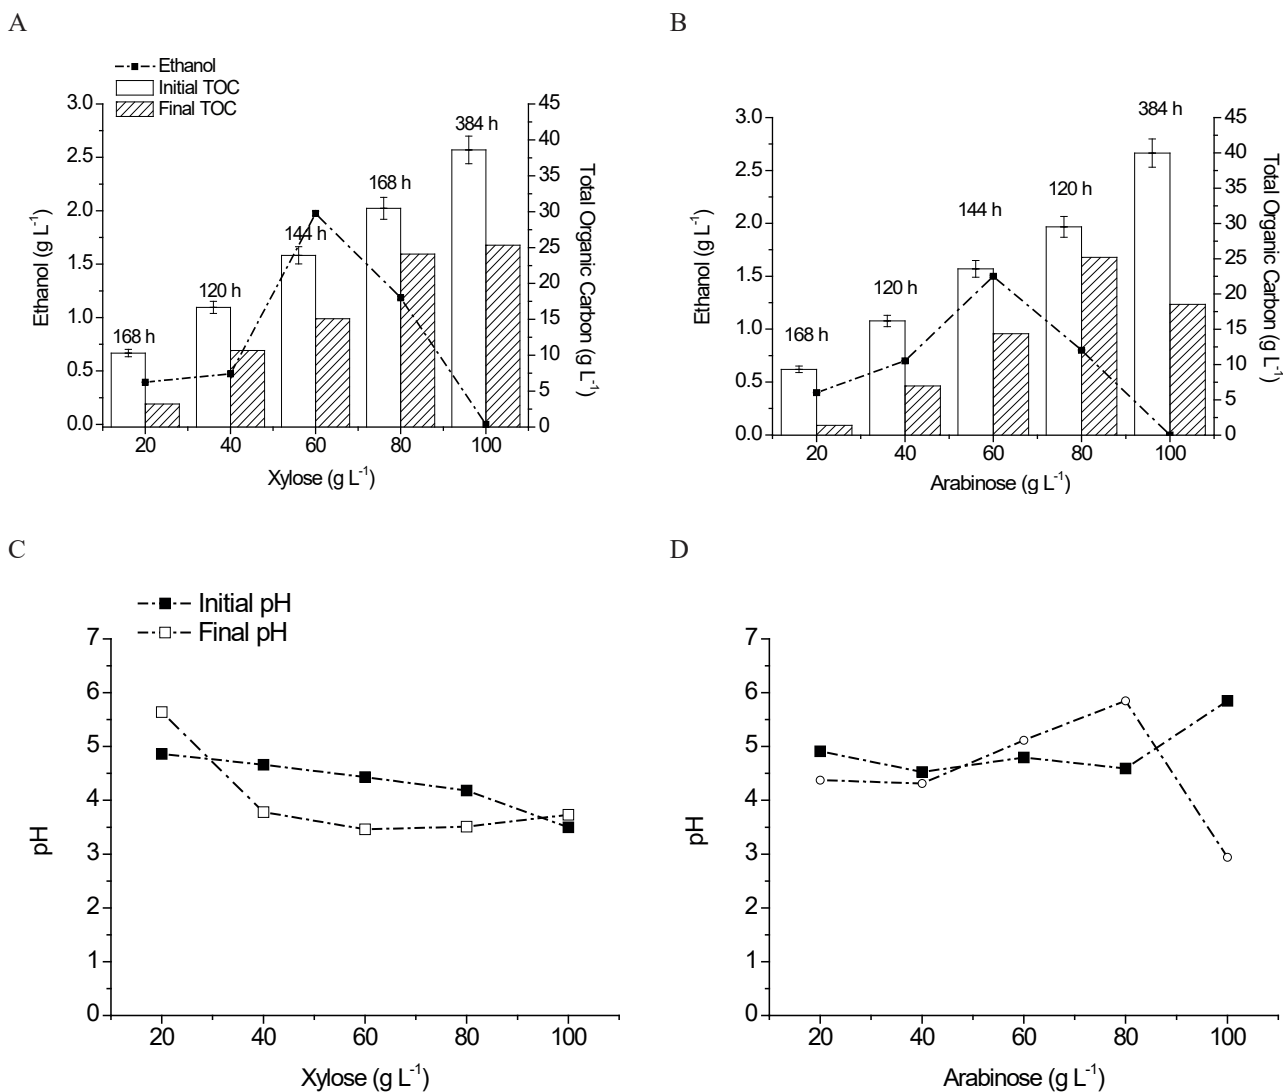 A
B
Ethanol
Initial TOC
Final TOC
3.0
2.5
2.0
1.5
1.0
0.5
0.0
Ethanol (g L-1)
168 h
120 h
144 h
168 h
384 h
45
40
35
30
25
20
15
10
5
0
Total Organic Carbon (g L-1)
20 40 60 80 100
Xylose (g L-1)
3.0
2.5
2.0
1.5
1.0
0.5
0.0
Ethanol (g L-1)
168 h
120 h
144 h
120 h
384 h
45
40
35
30
25
20
15
10
5
0
Total Organic Carbon (g L-1)
20 40 60 80 100
Arabinose (g L-1)
C
D
Initial pH
Final pH
7
6
5
4
3
2
1
0
pH
20 40 60 80 100
Xylose (g L-1)
7
6
5
4
3
2
1
0
pH
20 40 60 80 100
Arabinose (g L-1)